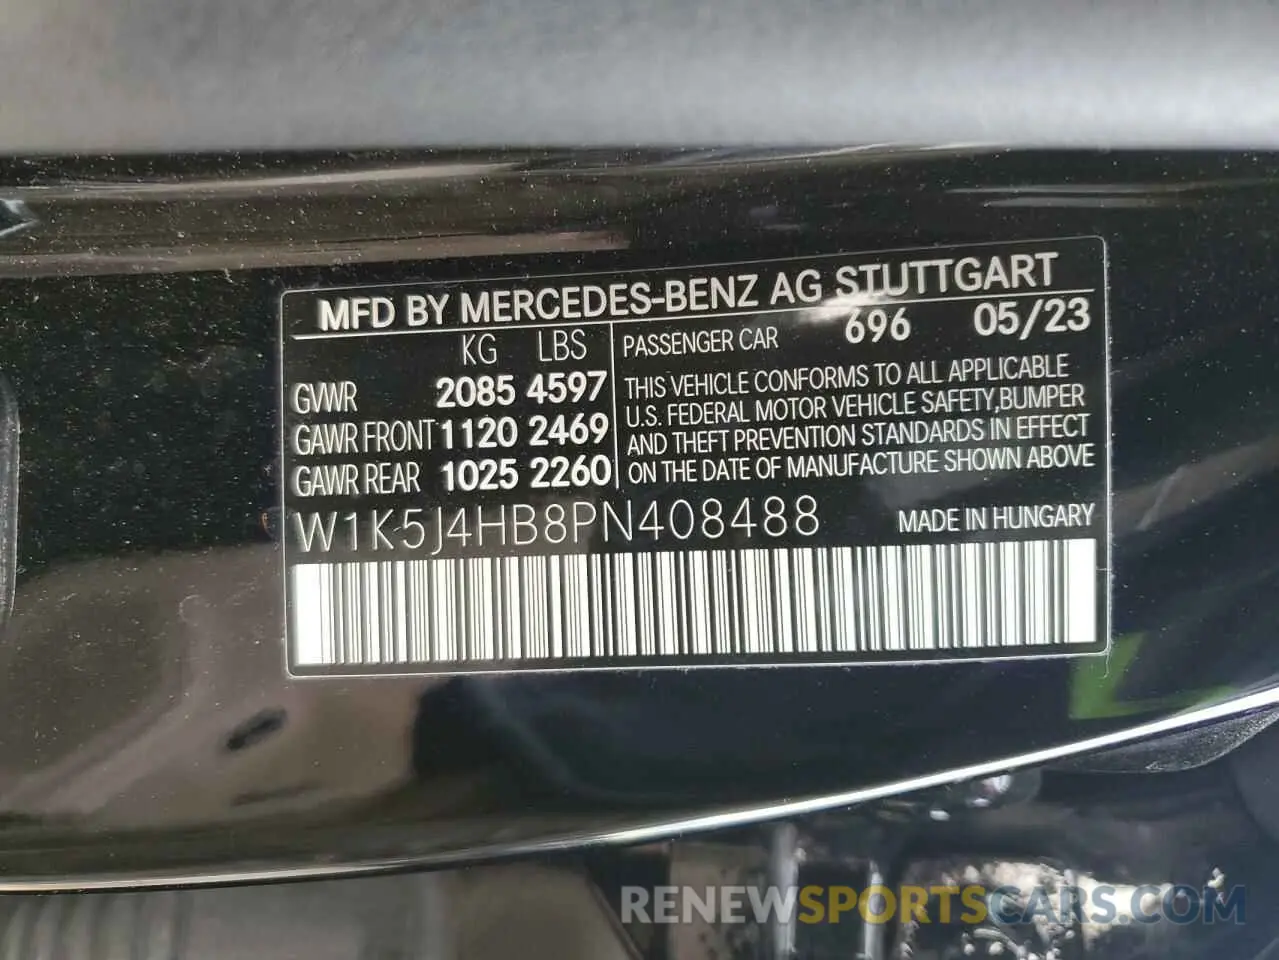 MFD BY MERCEDES-BENZ AG STUTTGART
KG LBS
GVWR 2085 4597
GAWR FRONT 1120 2469
GAWR REAR 1025 2260
PASSENGER CAR 696 05/23
THIS VEHICLE CONFORMS TO ALL APPLICABLE
U.S. FEDERAL MOTOR VEHICLE SAFETY,BUMPER
AND THEFT PREVENTION STANDARDS IN EFFECT
ON THE DATE OF MANUFACTURE SHOWN ABOVE
W1K5J4HB8PN408488 MADE IN HUNGARY
RENEWSPORTSCARS.COM